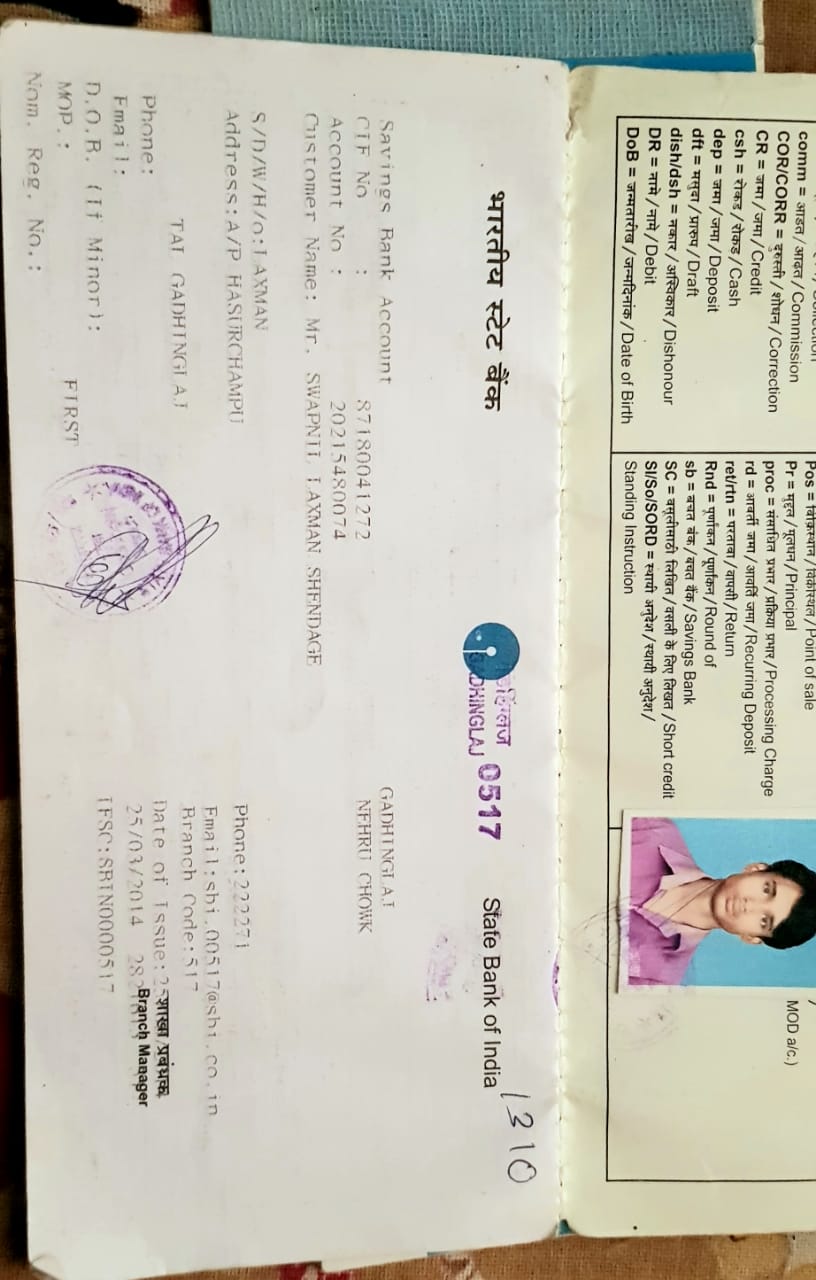 comm = आडत/आढ़त/Commission
COR/CORR = दुरुस्ती/शोधन/Correction
CR = जमा/जमा/Credit
csh = रोकड/रोकड/Cash
dep = जमा/जमा/Deposit
dft = मसुदा/प्रारुप/Draft
dish/dsh = नकार/अस्विकार/Dishonour
DR = नामे/नामे/Debit
DoB = जन्मतारीख/जन्मदिनांक/Date of Birth
Pos = विक्रिस्थान/विक्रीस्थल/Point of sale
Pr = मुद्दल/मूलधन/Principal
proc = संसाधित प्रभार/प्रक्रिया प्रभार/Processing Charge
rd = आवर्ती जमा/आवर्ति जमा/Recurring Deposit
ret/rtn = परतावा/वापसी/Return
Rnd = पूर्णांकन/पूर्णांकन/Round of
sb = बचत बंक/बचत बैंक/Savings Bank
SC = वसूलीसाठी लिखित/वसली के लिए लिखत/Short credit
SI/So/SORD = स्थायी अनुदेश/स्थायी अनुदेश/
Standing Instruction
MOD a/c.)
1310
भारतीय स्टेट बैंक
GADHINGLAJ 0517
State Bank of India
Savings Bank Account
CIF No : 87180041272
Account No : 20215480074
Customer Name: Mr. SWAPNIL LAXMAN SHENDAGE
S/D/W/H/o:LAXMAN
Address:A/P HASURCHAMPU
TAL GADHINGLAJ
Phone:
Email:
D.O.B. (If Minor):
MOP.: FIRST
Nom. Reg. No.:
GADHINGLAJ
NEHRU CHOWK
Phone:222271
Email:sbi.00517@sbi.co.in
Branch Code:517
Date of Issue:
शाखा प्रबंधक
25/03/2014
Branch Manager
IFSC:SBIN0000517